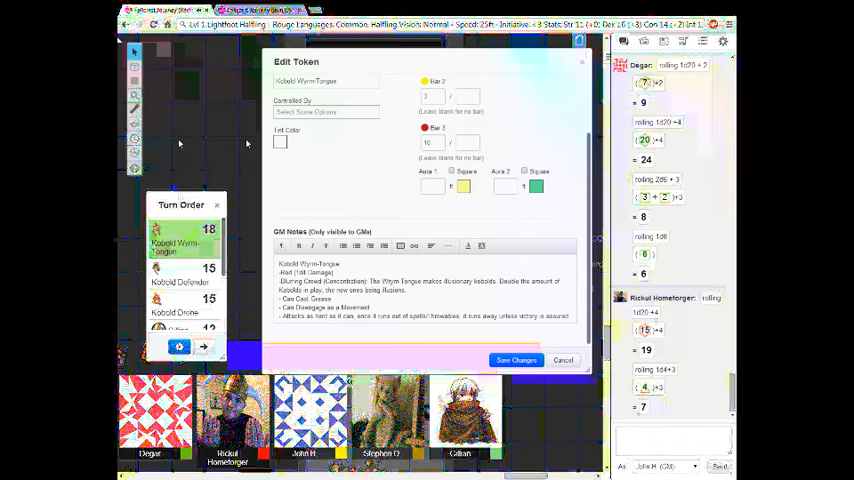 Lvl 1 Lightfoot Halfling - Rouge Languages: Common, Halfling Vision: Normal - Speed: 25ft - Initiative: +3 Stats: Str 11 (+0) Dex 16 (+3) Con 14 (+2) Int 1
Edit Token
Kobold Wyrm-Tongue
Controlled By
Select Some Options
Tint Color
Bar 2
3 /
(Leave blank for no bar)
Bar 3
10 /
(Leave blank for no bar)
Aura 1 Square
ft
Aura 2 Square
ft
GM Notes (Only visible to GMs)
Kobold Wyrm-Tongue
-Rod (1d4 Damage)
-Blurring Crowd (Concentration): The Wyrm-Tongue makes illusionary kobolds. Double the amount of
Kobolds in play, the new ones being illusions.
- Can Cast Grease
- Can Disengage as a Movement
- Attacks as hard as it can, once it runs out of spells/Throwables, it runs away unless victory is assured
Save Changes
Cancel
Turn Order
18
Kobold Wyrm-
Tongue
15
Kobold Defender
15
Kobold Drone
12
Degar
Rickul
Homeforger
John H
Stephen O
Gillian
Degar: rolling 1d20 + 2
( 7 )+2
= 9
rolling 1d20 +4
( 20 )+4
= 24
rolling 2d6 + 3
( 3 + 2 )+3
= 8
rolling 1d6
( 6 )
= 6
Rickul Homeforger: rolling
1d20 +4
( 15 )+4
= 19
rolling 1d4+3
( 4 )+3
= 7
As John H (GM)
Send